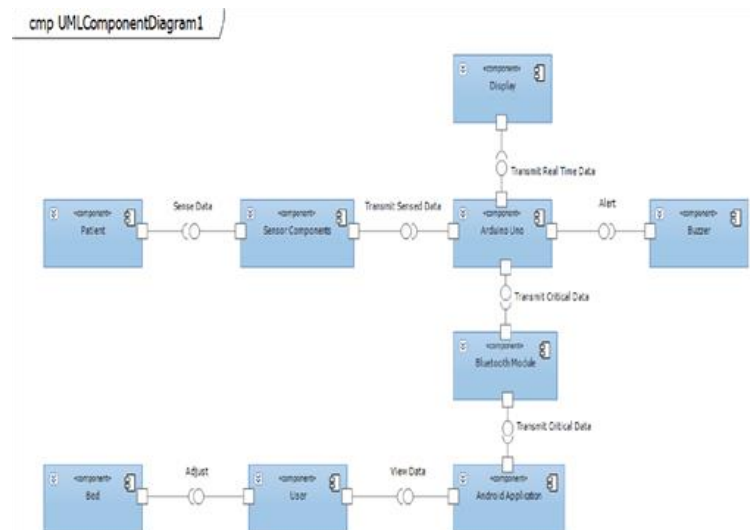 cmp UMLComponentDiagram1
«component»
Display
Transmit Real Time Data
Sense Data
Transmit Sensed Data
Alert
«component»
Patient
«component»
Sensor Components
«component»
Arduino Uno
«component»
Buzzer
Transmit Critical Data
«component»
Bluetooth Module
Transmit Critical Data
Adjust
View Data
«component»
Bed
«component»
User
«component»
Android Application